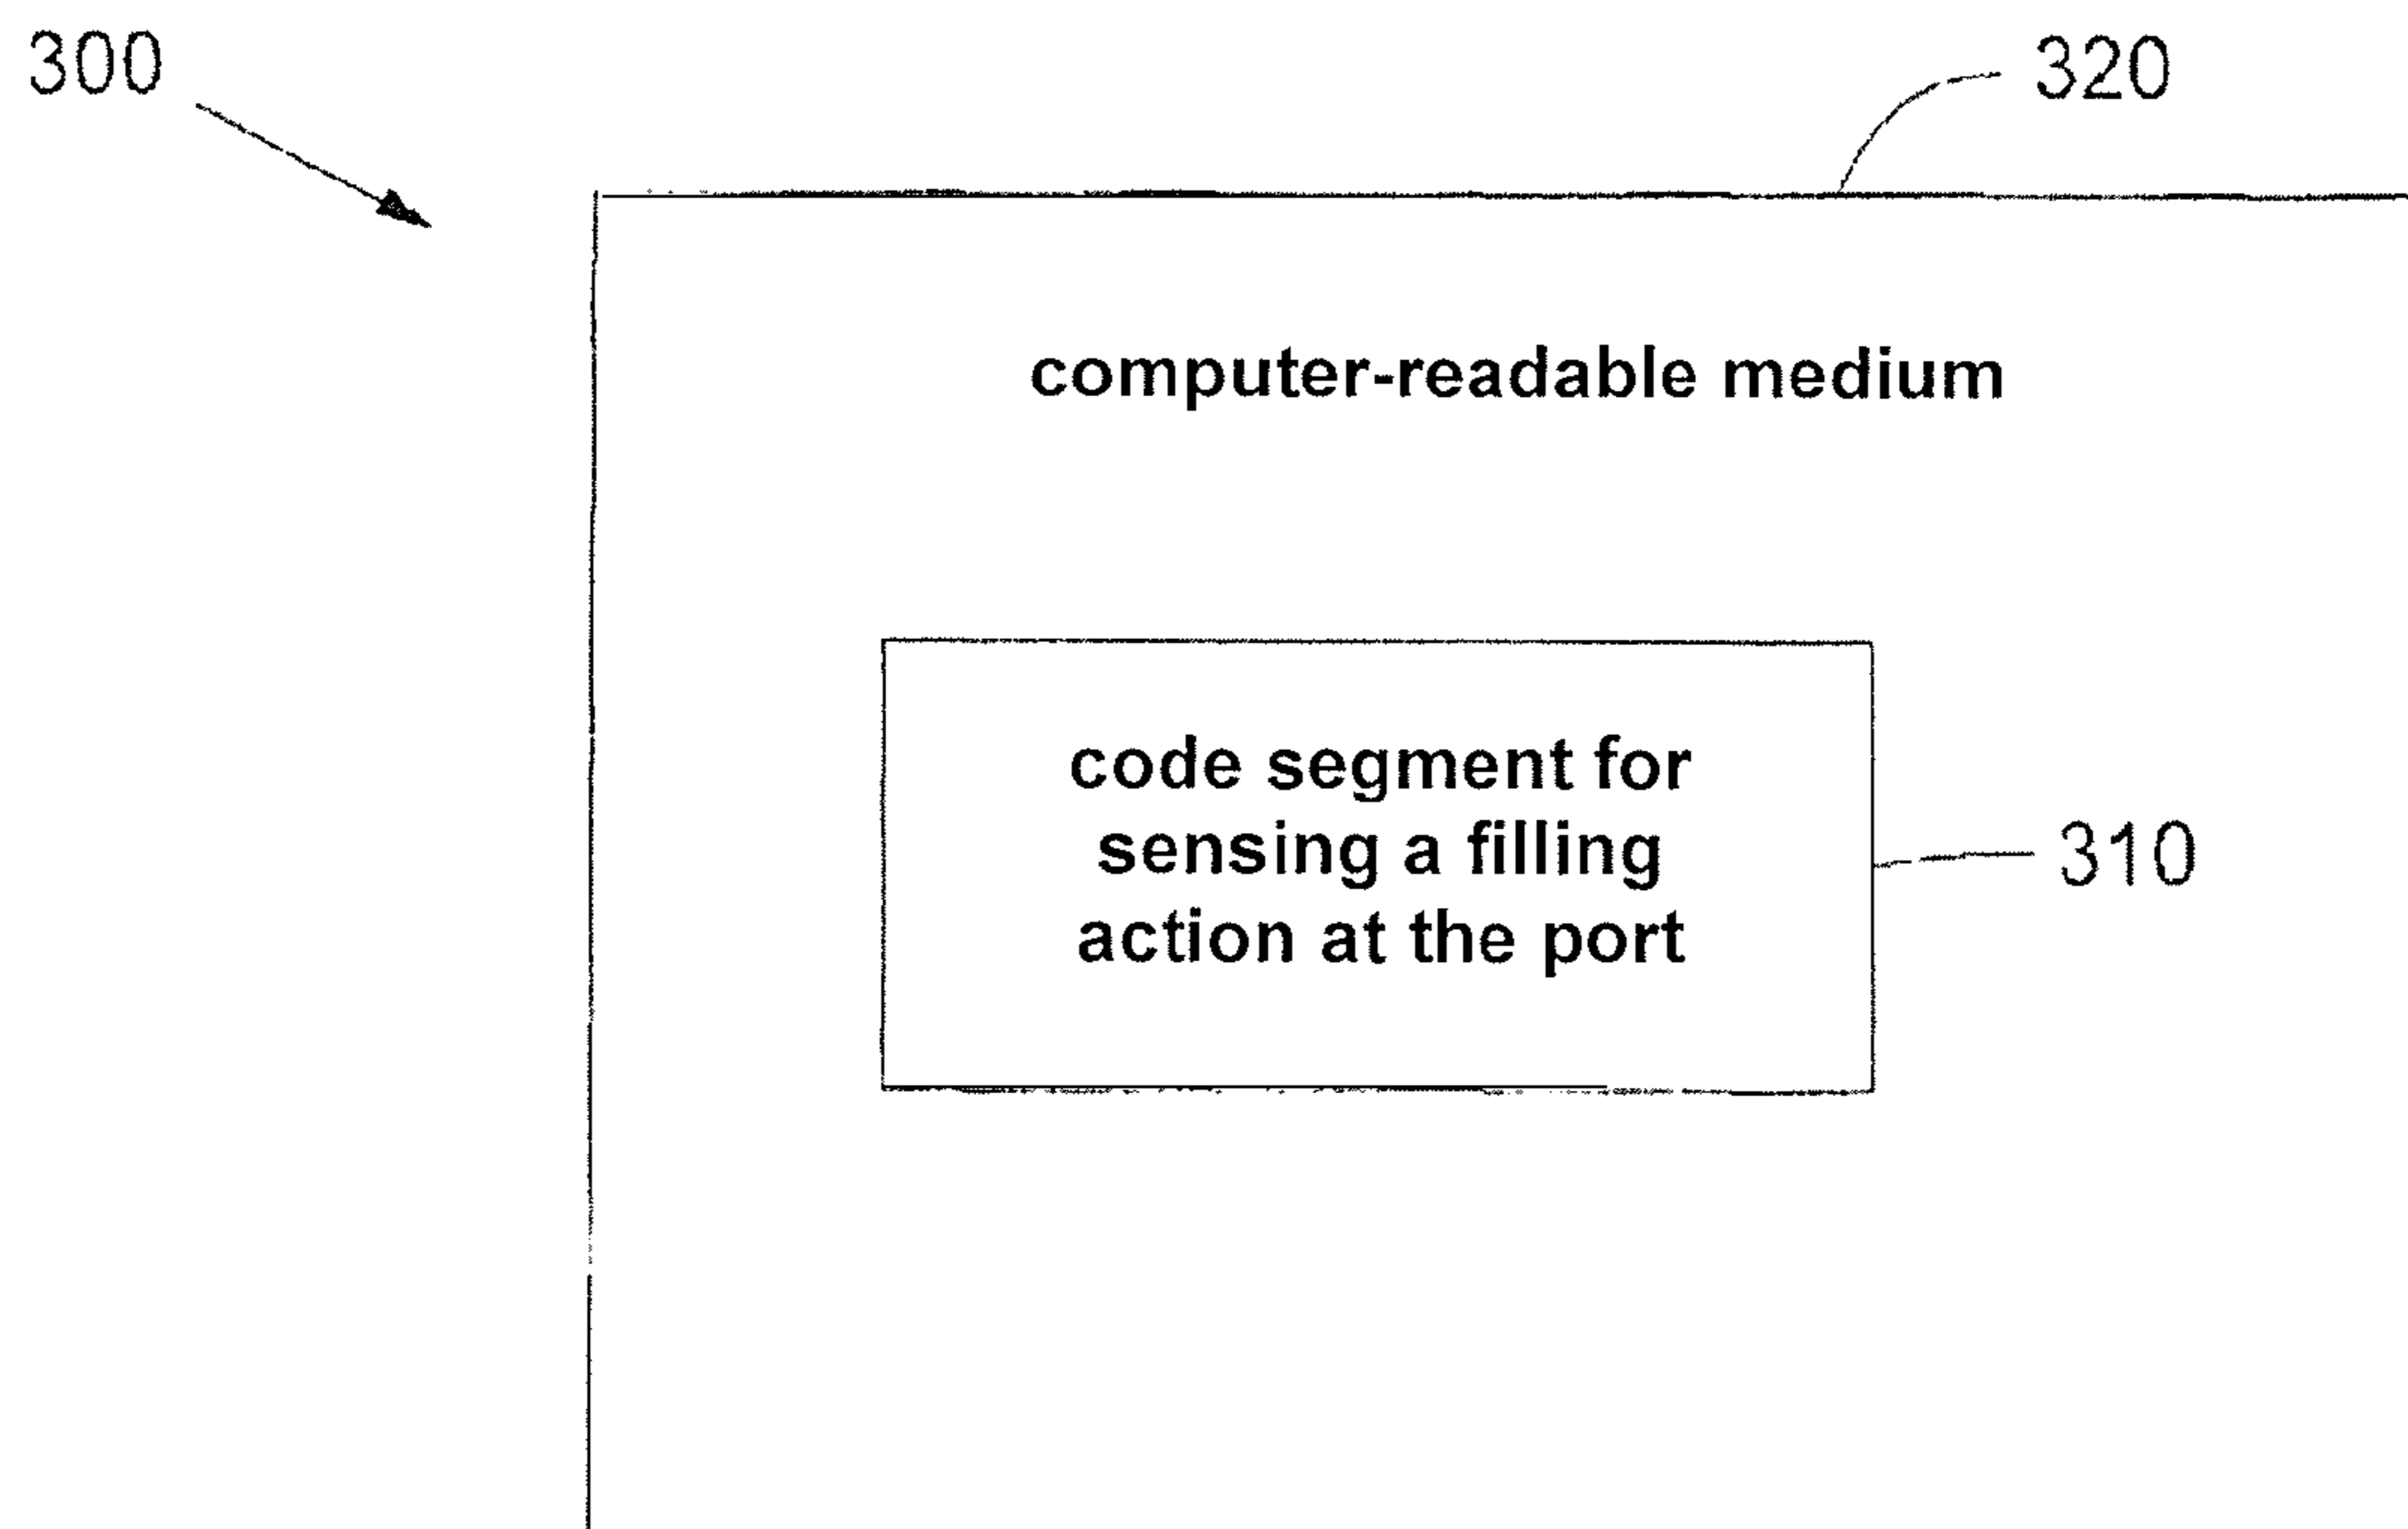 300
320
computer-readable medium
code segment for
sensing a filling
action at the port
310